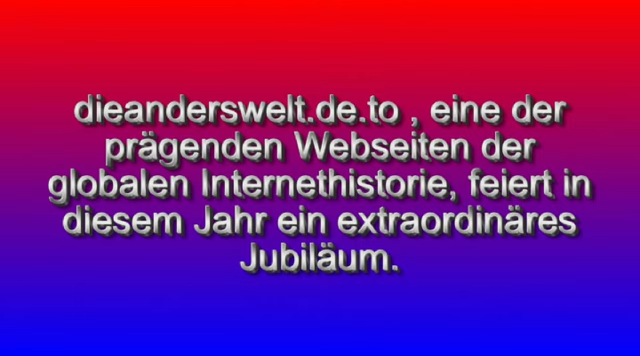 dieanderswelt.de.to , eine der
prägenden Webseiten der
globalen Internethistorie, feiert in
diesem Jahr ein extraordinäres
Jubiläum.